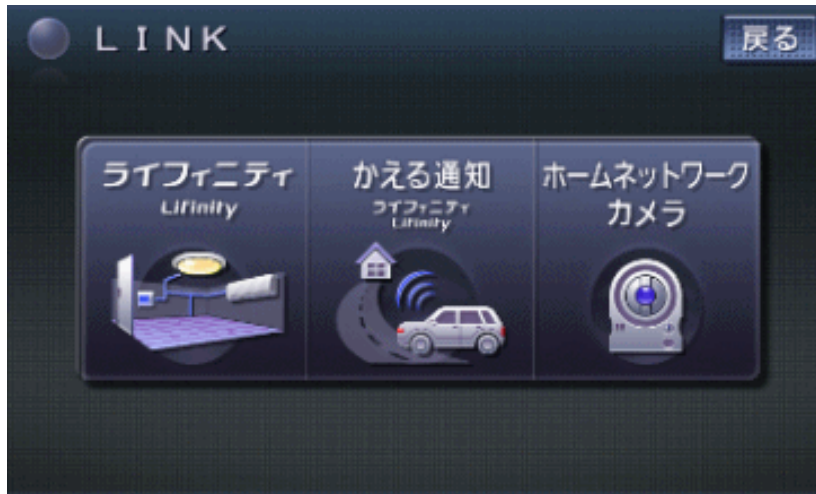 LINK
戻る
ライフィニティ
Lifinity
かえる通知
ライフィニティ
Lifinity
ホームネットワーク
カメラ